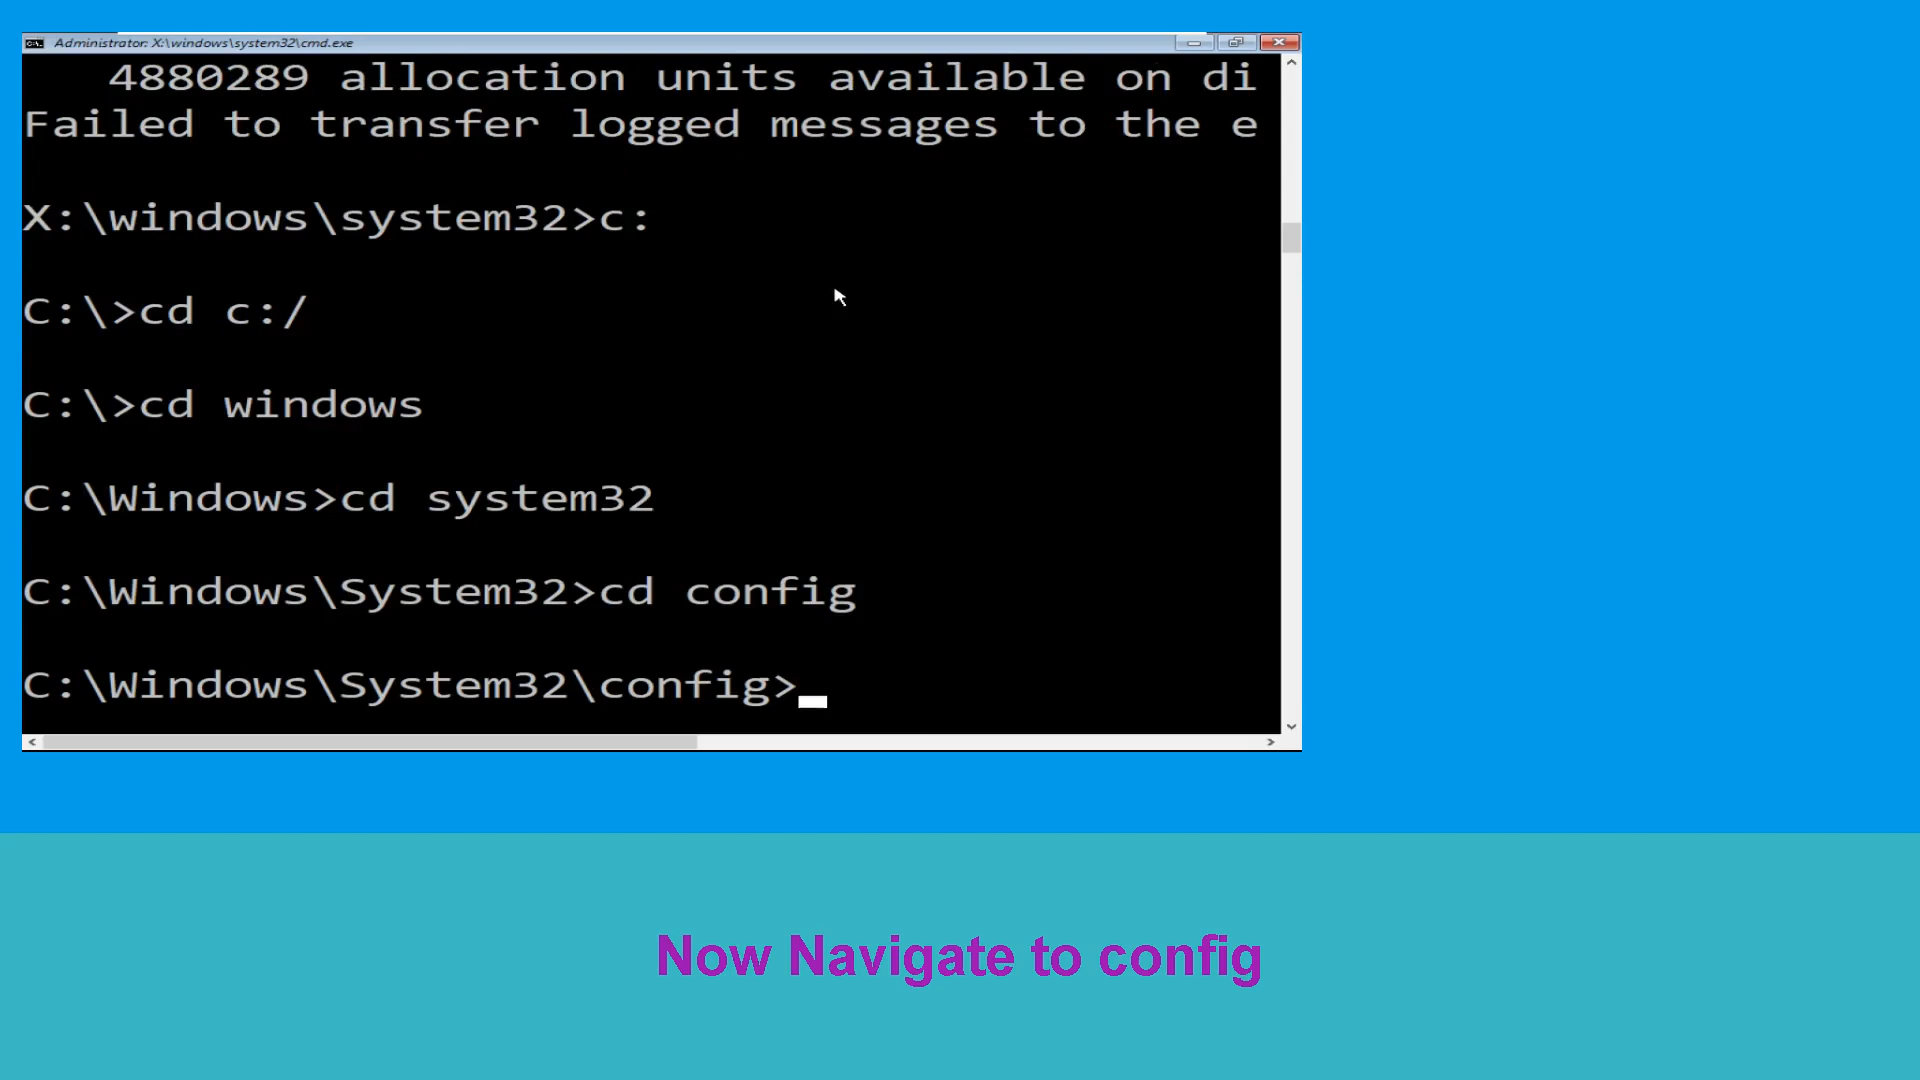 Administrator: X:\windows\system32\cmd.exe
4880289 allocation units available on di
Failed to transfer logged messages to the e
X:\windows\system32>c:
C:\>cd c:/
C:\>cd windows
C:\Windows>cd system32
C:\Windows\System32>cd config
C:\Windows\System32\config>
Now Navigate to config